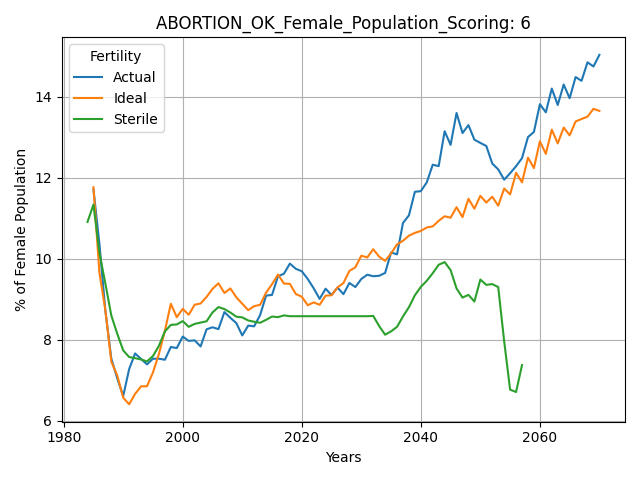 ABORTION_OK_Female_Population_Scoring: 6
Fertility
Actual
Ideal
Sterile
% of Female Population
14
12
10
8
6
1980 2000 2020 2040 2060
Years